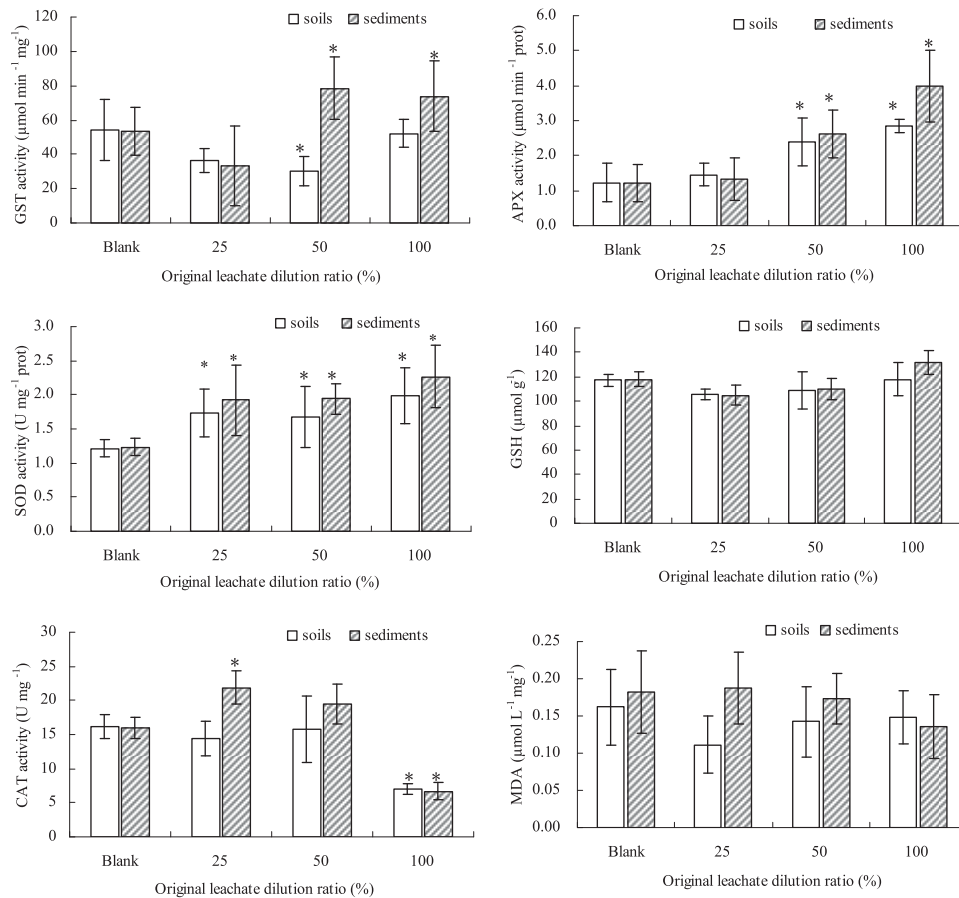 soils sediments
GST activity (μmol min -1 mg-1)
120
100
80
60
40
20
0
* * *
Blank 25 50 100
Original leachate dilution ratio (%)
soils sediments
APX activity (μmol min -1 prot)
6.0
5.0
4.0
3.0
2.0
1.0
0.0
* * * *
Blank 25 50 100
Original leachate dilution ratio (%)
soils sediments
SOD activity (U mg-1 prot)
3.0
2.5
2.0
1.5
1.0
0.5
0.0
* * * * * *
Blank 25 50 100
Original leachate dilution ratio (%)
soils sediments
GSH (μmol g-1)
160
140
120
100
80
60
40
20
0
Blank 25 50 100
Original leachate dilution ratio (%)
soils sediments
CAT activity (U mg-1)
30
25
20
15
10
5
0
* * *
Blank 25 50 100
Original leachate dilution ratio (%)
soils sediments
MDA (μmol L-1 mg-1)
0.25
0.20
0.15
0.10
0.05
0.00
Blank 25 50 100
Original leachate dilution ratio (%)